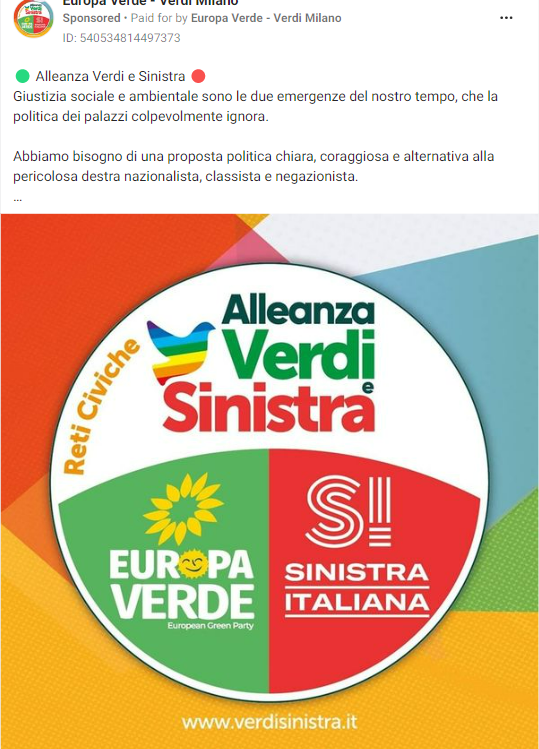 Europa Verde - Verdi Milano
Sponsored • Paid for by Europa Verde - Verdi Milano
ID: 540534814497373
Alleanza Verdi e Sinistra
Giustizia sociale e ambientale sono le due emergenze del nostro tempo, che la
politica dei palazzi colpevolmente ignora.
Abbiamo bisogno di una proposta politica chiara, coraggiosa e alternativa alla
pericolosa destra nazionalista, classista e negazionista.
...
Reti Civiche
Alleanza
Verdi
e
Sinistra
EUROPA
VERDE
European Green Party
SI
SINISTRA
ITALIANA
www.verdisinistra.it